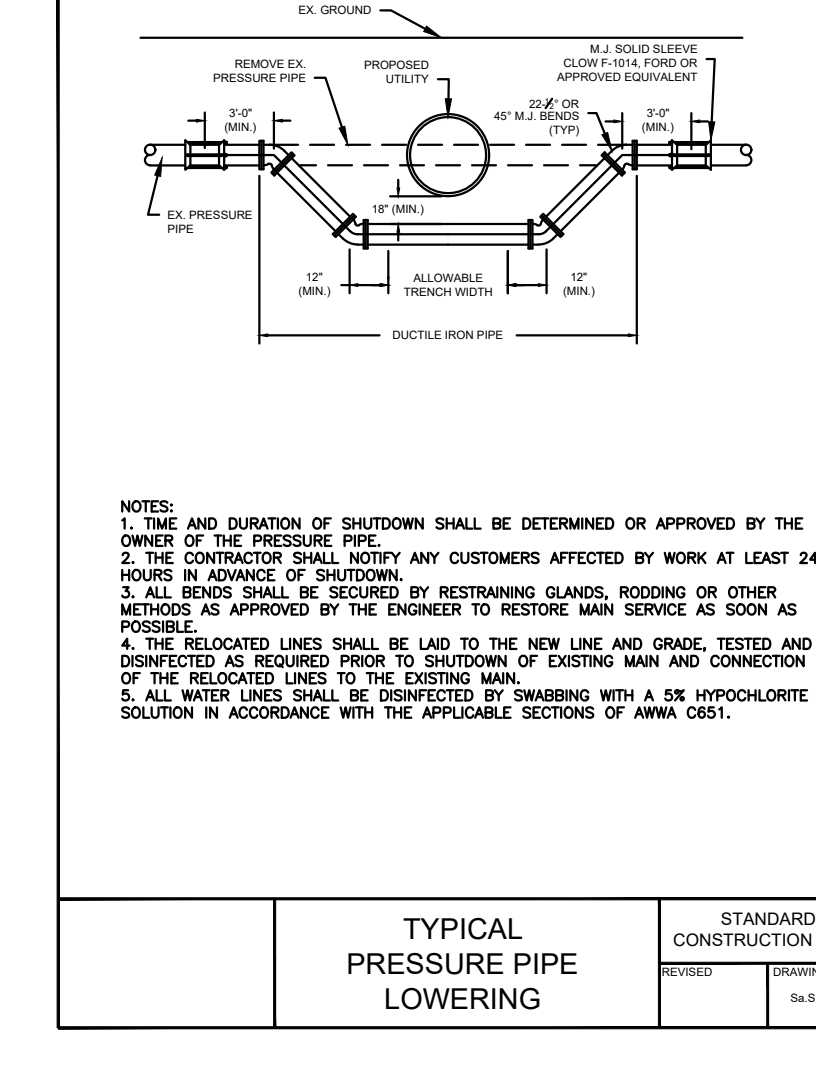 EX. GROUND
REMOVE EX.
PRESSURE PIPE
PROPOSED
UTILITY
M.J. SOLID SLEEVE
CLOW F-1014, FORD OR
APPROVED EQUIVALENT
22-½° OR
45° M.J. BENDS
(TYP)
3'-0"
(MIN.)
3'-0"
(MIN.)
EX. PRESSURE
PIPE
18" (MIN.)
12"
(MIN.)
ALLOWABLE
TRENCH WIDTH
12"
(MIN.)
DUCTILE IRON PIPE
NOTES:
1. TIME AND DURATION OF SHUTDOWN SHALL BE DETERMINED OR APPROVED BY THE
OWNER OF THE PRESSURE PIPE.
2. THE CONTRACTOR SHALL NOTIFY ANY CUSTOMERS AFFECTED BY WORK AT LEAST 24
HOURS IN ADVANCE OF SHUTDOWN.
3. ALL BENDS SHALL BE SECURED BY RESTRAINING GLANDS, RODDING OR OTHER
METHODS AS APPROVED BY THE ENGINEER TO RESTORE MAIN SERVICE AS SOON AS
POSSIBLE.
4. THE RELOCATED LINES SHALL BE LAID TO THE NEW LINE AND GRADE, TESTED AND
DISINFECTED AS REQUIRED PRIOR TO SHUTDOWN OF EXISTING MAIN AND CONNECTION
OF THE RELOCATED LINES TO THE EXISTING MAIN.
5. ALL WATER LINES SHALL BE DISINFECTED BY SWABBING WITH A 5% HYPOCHLORITE
SOLUTION IN ACCORDANCE WITH THE APPLICABLE SECTIONS OF AWWA C651.
TYPICAL
PRESSURE PIPE
LOWERING
STANDARD
CONSTRUCTION
REVISED
DRAWIN
Sa.S